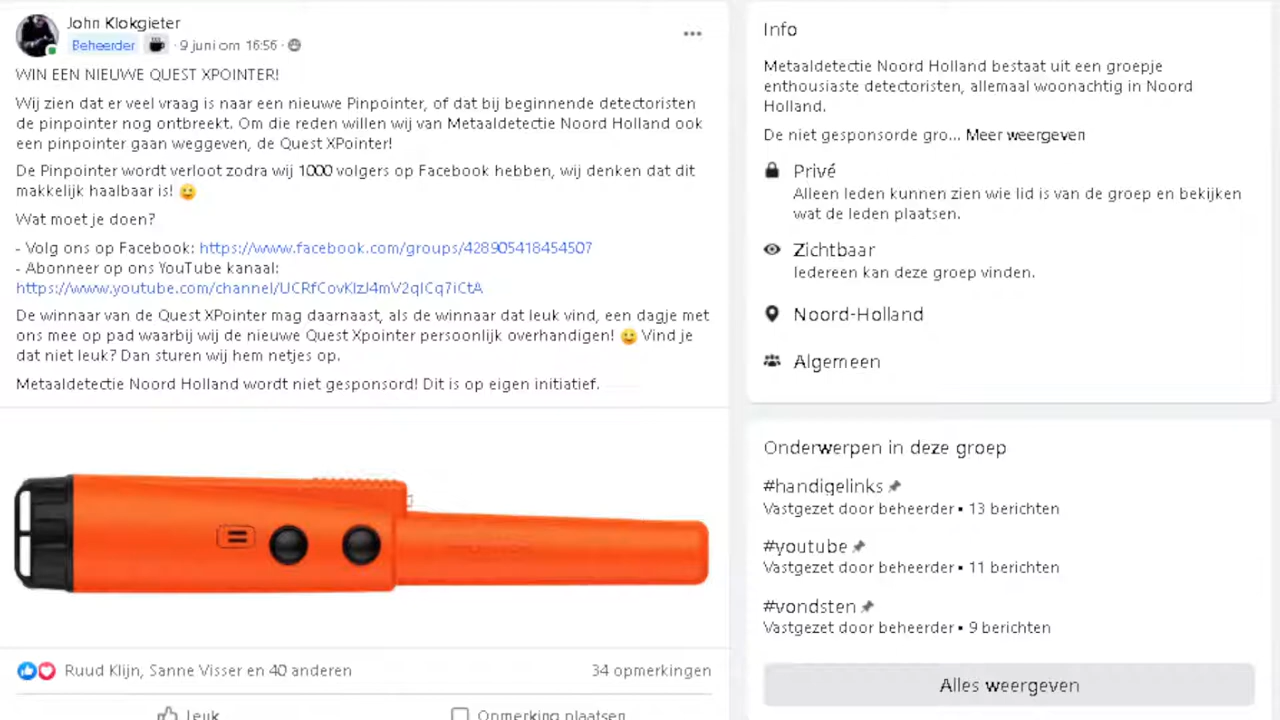 John Klokgieter
Beheerder · 9 juni om 16:56 ·
WIN EEN NIEUWE QUEST XPOINTER!
Wij zien dat er veel vraag is naar een nieuwe Pinpointer, of dat bij beginnende detectoristen
de pinpointer nog ontbreekt. Om die reden willen wij van Metaaldetectie Noord Holland ook
een pinpointer gaan weggeven, de Quest XPointer!
De Pinpointer wordt verloot zodra wij 1000 volgers op Facebook hebben, wij denken dat dit
makkelijk haalbaar is! 😉
Wat moet je doen?
- Volg ons op Facebook: https://www.facebook.com/groups/428905418454507
- Abonneer op ons YouTube kanaal:
https://www.youtube.com/channel/UCRfCovKIzJ4mV2qICq7iCtA
De winnaar van de Quest XPointer mag daarnaast, als de winnaar dat leuk vind, een dagje met
ons mee op pad waarbij wij de nieuwe Quest Xpointer persoonlijk overhandigen! 😉 Vind je
dat niet leuk? Dan sturen wij hem netjes op.
Metaaldetectie Noord Holland wordt niet gesponsord! Dit is op eigen initiatief.
Ruud Klijn, Sanne Visser en 40 anderen
34 opmerkingen
Leuk
Opmerking plaatsen
Info
Metaaldetectie Noord Holland bestaat uit een groepje
enthousiaste detectoristen, allemaal woonachtig in Noord
Holland.
De niet gesponsorde gro... Meer weergeven
Privé
Alleen leden kunnen zien wie lid is van de groep en bekijken
wat de leden plaatsen.
Zichtbaar
Iedereen kan deze groep vinden.
Noord-Holland
Algemeen
Onderwerpen in deze groep
#handigelinks
Vastgezet door beheerder • 13 berichten
#youtube
Vastgezet door beheerder • 11 berichten
#vondsten
Vastgezet door beheerder • 9 berichten
Alles weergeven